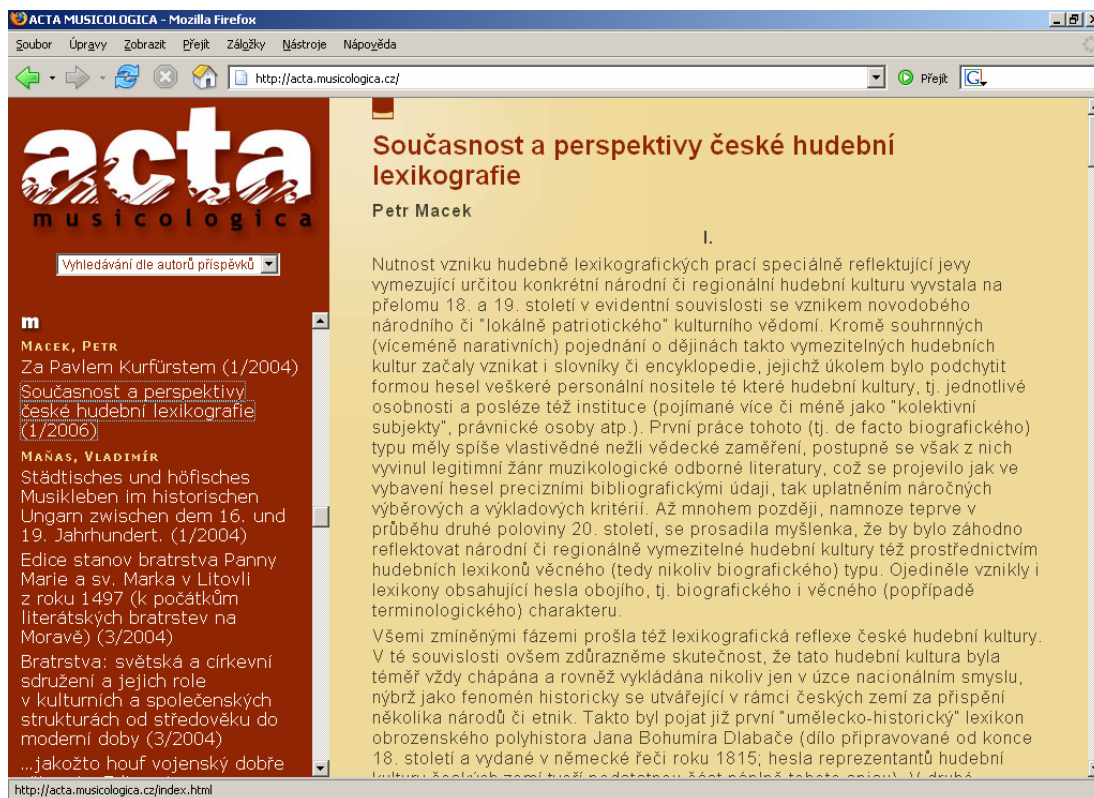 ACTA MUSICOLOGICA - Mozilla Firefox
Soubor Úpravy Zobrazit Přejít Záložky Nástroje Nápověda
http://acta.musicologica.cz/
Přejít
acta
musicologica
Vyhledávání dle autorů příspěvků
m
MACEK, PETR
Za Pavlem Kurfürstem (1/2004)
Současnost a perspektivy
české hudební lexikografie
(1/2006)
MAŇAS, VLADIMÍR
Städtisches und höfisches
Musikleben im historischen
Ungarn zwischen dem 16. und
19. Jahrhundert. (1/2004)
Edice stanov bratrstva Panny
Marie a sv. Marka v Litovli
z roku 1497 (k počátkům
literátských bratrstev na
Moravě) (3/2004)
Bratrstva: světská a církevní
sdružení a jejich role
v kulturních a společenských
strukturách od středověku do
moderní doby (3/2004)
...jakožto houf vojenský dobře
Současnost a perspektivy české hudební
lexikografie
Petr Macek
I.
Nutnost vzniku hudebně lexikografických prací speciálně reflektující jevy
vymezující určitou konkrétní národní či regionální hudební kulturu vyvstala na
přelomu 18. a 19. století v evidentní souvislosti se vznikem novodobého
národního či "lokálně patriotického" kulturního vědomí. Kromě souhrnných
(víceméně narativních) pojednání o dějinách takto vymezitelných hudebních
kultur začaly vznikat i slovníky či encyklopedie, jejichž úkolem bylo podchytit
formou hesel veškeré personální nositele té které hudební kultury, tj. jednotlivé
osobnosti a posléze též instituce (pojímané více či méně jako "kolektivní
subjekty", právnické osoby atp.). První práce tohoto (tj. de facto biografického)
typu měly spíše vlastivědné nežli vědecké zaměření, postupně se však z nich
vyvinul legitimní žánr muzikologické odborné literatury, což se projevilo jak ve
vybavení hesel precizními bibliografickými údaji, tak uplatněním náročných
výběrových a výkladových kritérií. Až mnohem později, namnoze teprve v
průběhu druhé poloviny 20. století, se prosadila myšlenka, že by bylo záhodno
reflektovat národní či regionálně vymezitelné hudební kultury též prostřednictvím
hudebních lexikonů věcného (tedy nikoliv biografického) typu. Ojediněle vznikly i
lexikony obsahující hesla obojího, tj. biografického i věcného (popřípadě
terminologického) charakteru.
Všemi zmíněnými fázemi prošla též lexikografická reflexe české hudební kultury.
V té souvislosti ovšem zdůrazněme skutečnost, že tato hudební kultura byla
téměř vždy chápána a rovněž vykládána nikoliv jen v úzce nacionálním smyslu,
nýbrž jako fenomén historicky se utvářející v rámci českých zemí za přispění
několika národů či etnik. Takto byl pojat již první "umělecko-historický" lexikon
obrozenského polyhistora Jana Bohumíra Dlabače (dílo připravované od konce
18. století a vydané v německé řeči roku 1815; hesla reprezentantů hudební
http://acta.musicologica.cz/index.html